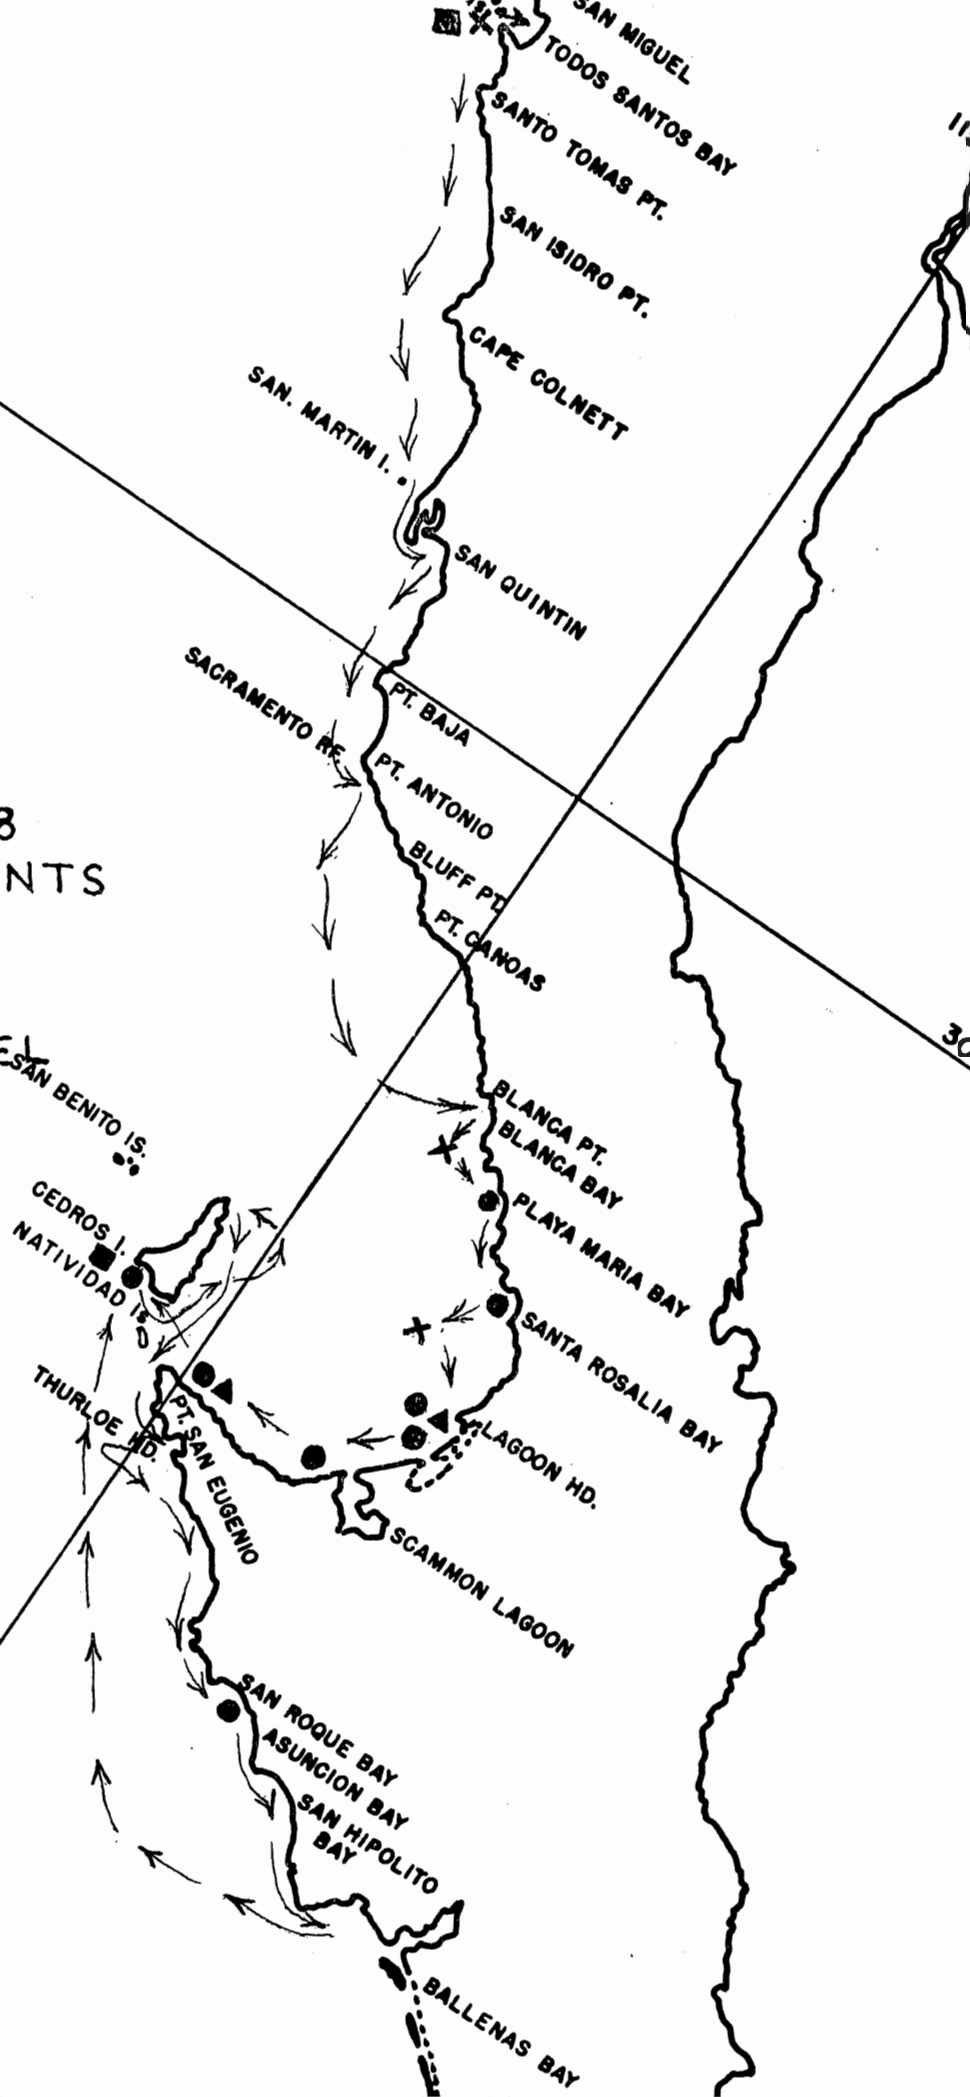 SAN MIGUEL
TODOS SANTOS BAY
SANTO TOMAS PT.
SAN ISIDRO PT.
CAPE COLNETT
SAN. MARTIN I.
SAN QUINTIN
SACRAMENTO RF.
PT. BAJA
PT. ANTONIO
BLUFF PT.
NTS
PT. CANOAS
30
SAN BENITO IS.
BLANCA PT.
BLANCA BAY
CEDROS I.
PLAYA MARIA BAY
NATIVIDAD Is
SANTA ROSALIA BAY
THURLOE HD.
PT. SAN EUGENIO
LAGOON HD.
SCAMMON LAGOON
SAN ROQUE BAY
ASUNCION BAY
SAN HIPOLITO
BAY
BALLENAS BAY